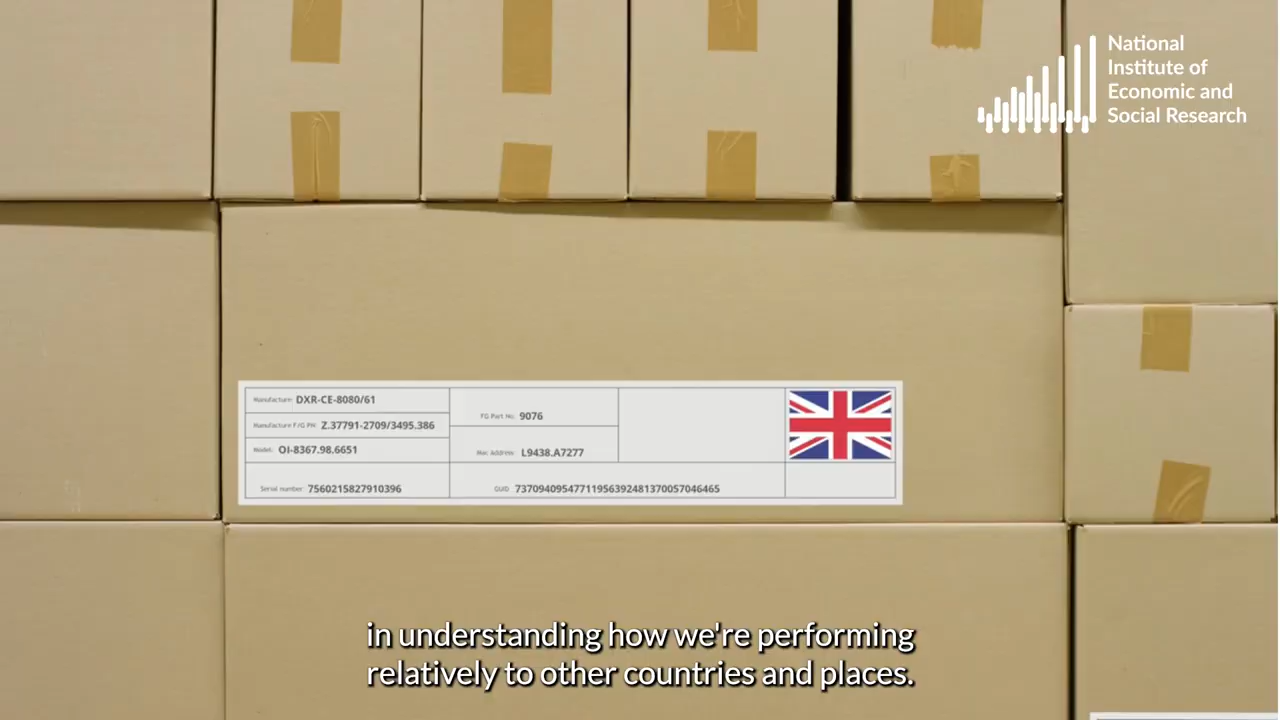 National
Institute of
Economic and
Social Research
Manufacture: DXR-CE-8080/61
Manufacture F/G PH: Z.37791-2709/3495.386
Model: OI-8367.98.6651
FG Part No: 9076
Mac Address: L9438.A7277
Serial number 7560215827910396
GUID 73709409547711956392481370057046465
in understanding how we're performing
relatively to other countries and places.